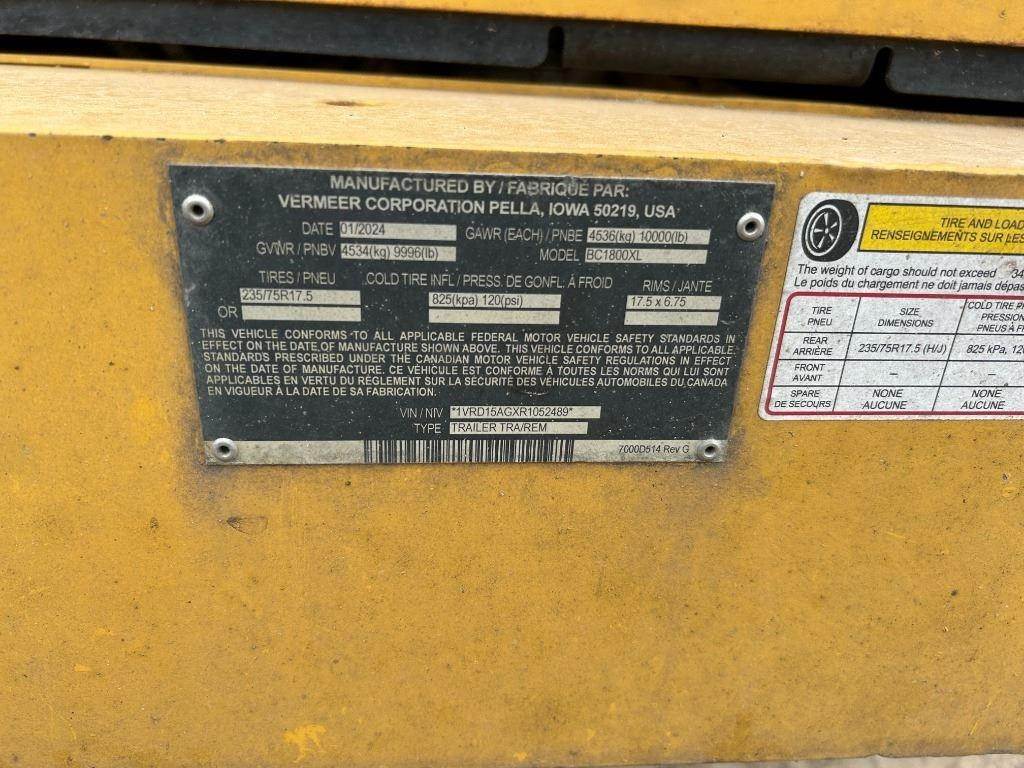 MANUFACTURED BY / FABRIQUÉ PAR:
VERMEER CORPORATION PELLA, IOWA 50219, USA
DATE 01/2024 GAWR (EACH) / PNBE 4536(kg) 10000(lb)
GVWR / PNBV 4534(kg) 9996(lb) MODEL BC1800XL
TIRES / PNEU COLD TIRE INFL / PRESS. DE GONFL. À FROID RIMS / JANTE
235/75R17.5 825(kpa) 120(psi) 17.5 x 6.75
OR
THIS VEHICLE CONFORMS TO ALL APPLICABLE FEDERAL MOTOR VEHICLE SAFETY STANDARDS IN
EFFECT ON THE DATE OF MANUFACTURE SHOWN ABOVE. THIS VEHICLE CONFORMS TO ALL APPLICABLE
STANDARDS PRESCRIBED UNDER THE CANADIAN MOTOR VEHICLE SAFETY REGULATIONS IN EFFECT
ON THE DATE OF MANUFACTURE. CE VÉHICULE EST CONFORME À TOUTES LES NORMES QUI LUI SONT
APPLICABLES EN VERTU DU RÈGLEMENT SUR LA SÉCURITÉ DES VÉHICULES AUTOMOBILES DU CANADA
EN VIGUEUR À LA DATE DE SA FABRICATION.
VIN / NIV *1VRD15AGXR1052489*
TYPE TRAILER TRA/REM
7000D514 Rev G
TIRE AND LOAD
RENSEIGNEMENTS SUR LES
The weight of cargo should not exceed 34
Le poids du chargement ne doit jamais dépas
TIRE SIZE COLD TIRE
PNEU DIMENSIONS PRESSION
PNEUS À
REAR
ARRIÈRE 235/75R17.5 (H/J) 825 kPa, 12
FRONT
AVANT – –
SPARE NONE NONE
DE SECOURS AUCUNE AUCUNE